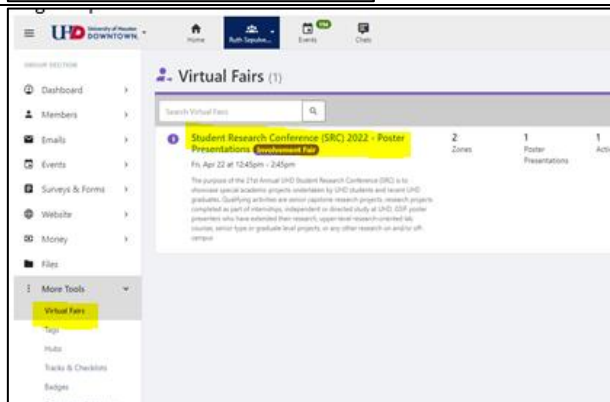 University of Houston
UHD DOWNTOWN
Home
Ruth Sepulve...
Events
Chats
GROUP SECTION
Dashboard
Members
Emails
Events
Surveys & Forms
Website
Money
Files
More Tools
Virtual Fairs
Tags
Hubs
Tracks & Checklists
Badges
Virtual Fairs (1)
Search Virtual Fairs
Student Research Conference (SRC) 2022 - Poster
Presentations Involvement Fair
Fri, Apr 22 at 12:45pm - 2:45pm
The purpose of the 21st Annual UHD Student Research Conference (SRC) is to
showcase special academic projects undertaken by UHD students and recent UHD
graduates. Qualifying activities are senior capstone research projects, research projects
completed as part of internships, independent or directed study at UHD,
presenters who have extended their research, upper-level research-oriented
courses, senior type or graduate level projects, or any other research on and/or off-
campus
2
Zones
1
Poster
Presentations
1